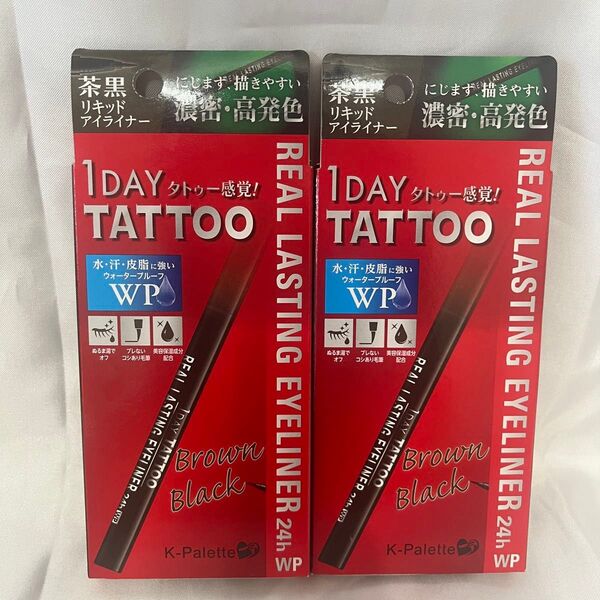 茶黒
リキッド
アイライナー
にじまず、描きやすい
濃密・高発色
1DAY タトゥー感覚!
TATTOO
水・汗・皮脂に強い
ウォータープルーフ
WP
ぬるま湯で
オフ
ブレない
コシあり毛筆
美容保湿成分
配合
REAL LASTING EYELINER 24h WP
1DAY TATTOO
REAL LASTING EYELINER 24h WP
Brown
Black
K-Palette
茶黒
リキッド
アイライナー
にじまず、描きやすい
濃密・高発色
1DAY タトゥー感覚!
TATTOO
水・汗・皮脂に強い
ウォータープルーフ
WP
ぬるま湯で
オフ
ブレない
コシあり毛筆
美容保湿成分
配合
REAL LASTING EYELINER 24h WP
1DAY TATTOO
REAL LASTING EYELINER 24h WP
Brown
Black
K-Palette